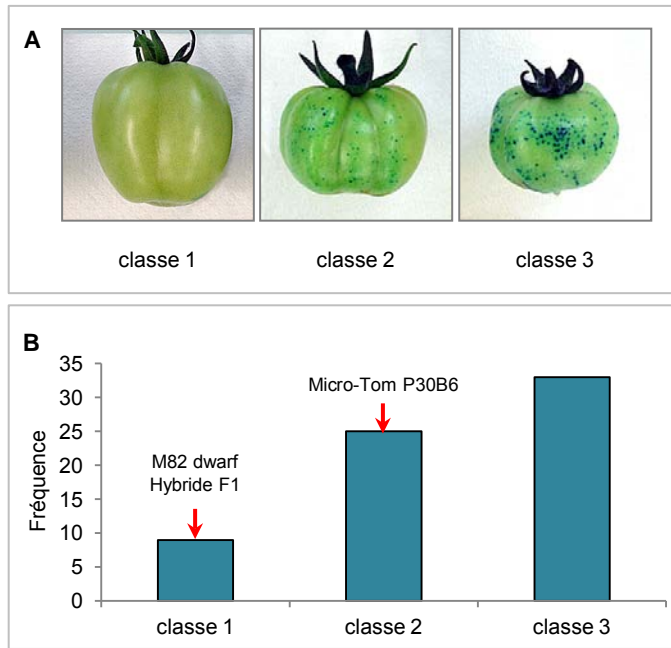 A
classe 1
classe 2
classe 3
B
Fréquence
35
30
25
20
15
10
5
0
Micro-Tom P30B6
M82 dwarf
Hybride F1
classe 1
classe 2
classe 3